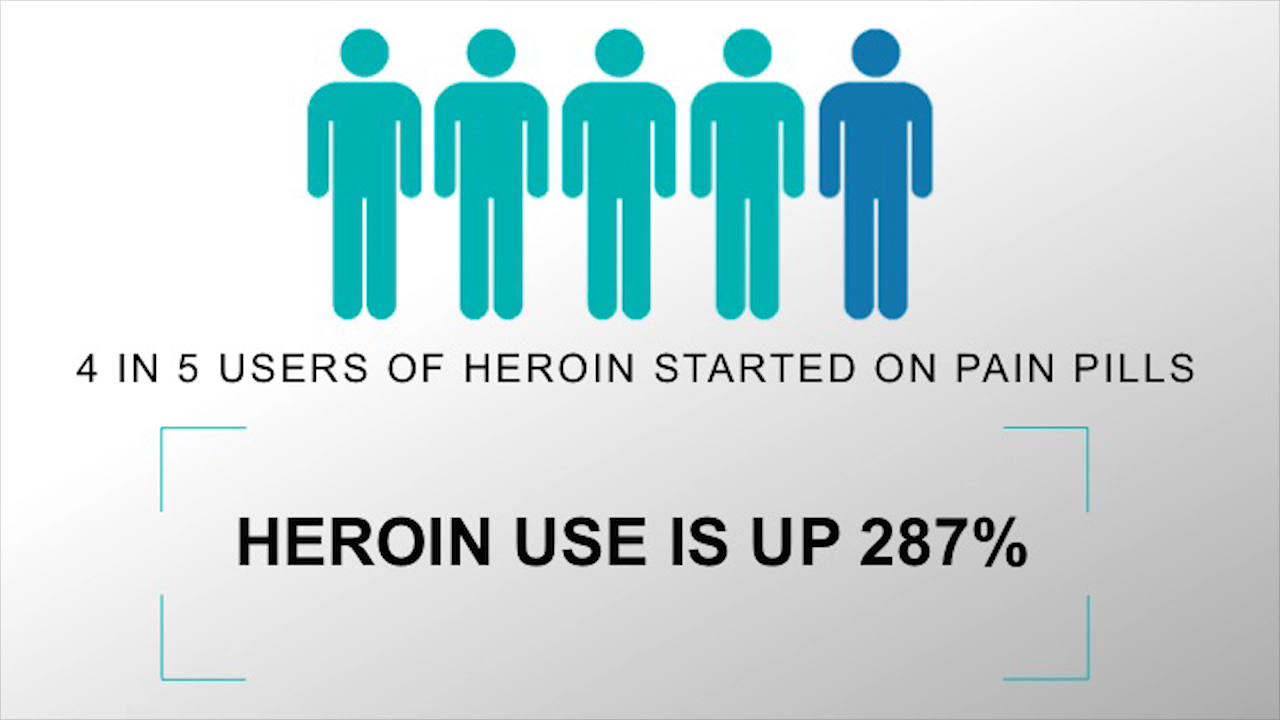 4 IN 5 USERS OF HEROIN STARTED ON PAIN PILLS
HEROIN USE IS UP 287%